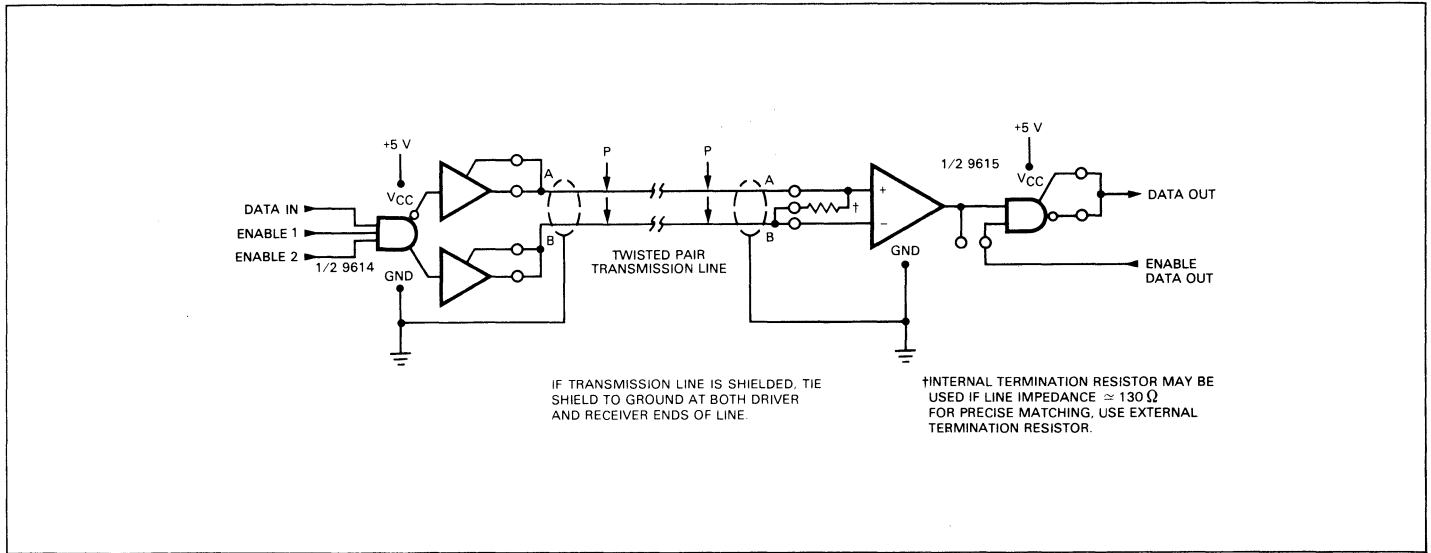 +5 V
VCC
DATA IN
ENABLE 1
ENABLE 2
1/2 9614
GND
A
B
P
P
TWISTED PAIR
TRANSMISSION LINE
A
B
†
+
−
GND
1/2 9615
+5 V
VCC
DATA OUT
ENABLE
DATA OUT
IF TRANSMISSION LINE IS SHIELDED, TIE
SHIELD TO GROUND AT BOTH DRIVER
AND RECEIVER ENDS OF LINE.
†INTERNAL TERMINATION RESISTOR MAY BE
USED IF LINE IMPEDANCE ≃ 130 Ω
FOR PRECISE MATCHING, USE EXTERNAL
TERMINATION RESISTOR.